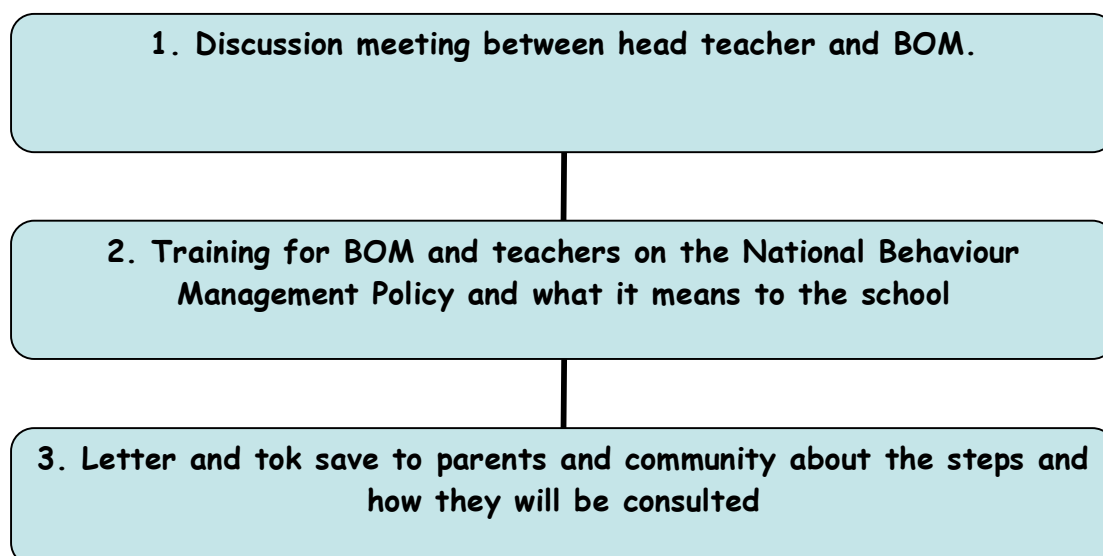 1. Discussion meeting between head teacher and BOM.
2. Training for BOM and teachers on the National Behaviour
Management Policy and what it means to the school
3. Letter and tok save to parents and community about the steps and
how they will be consulted